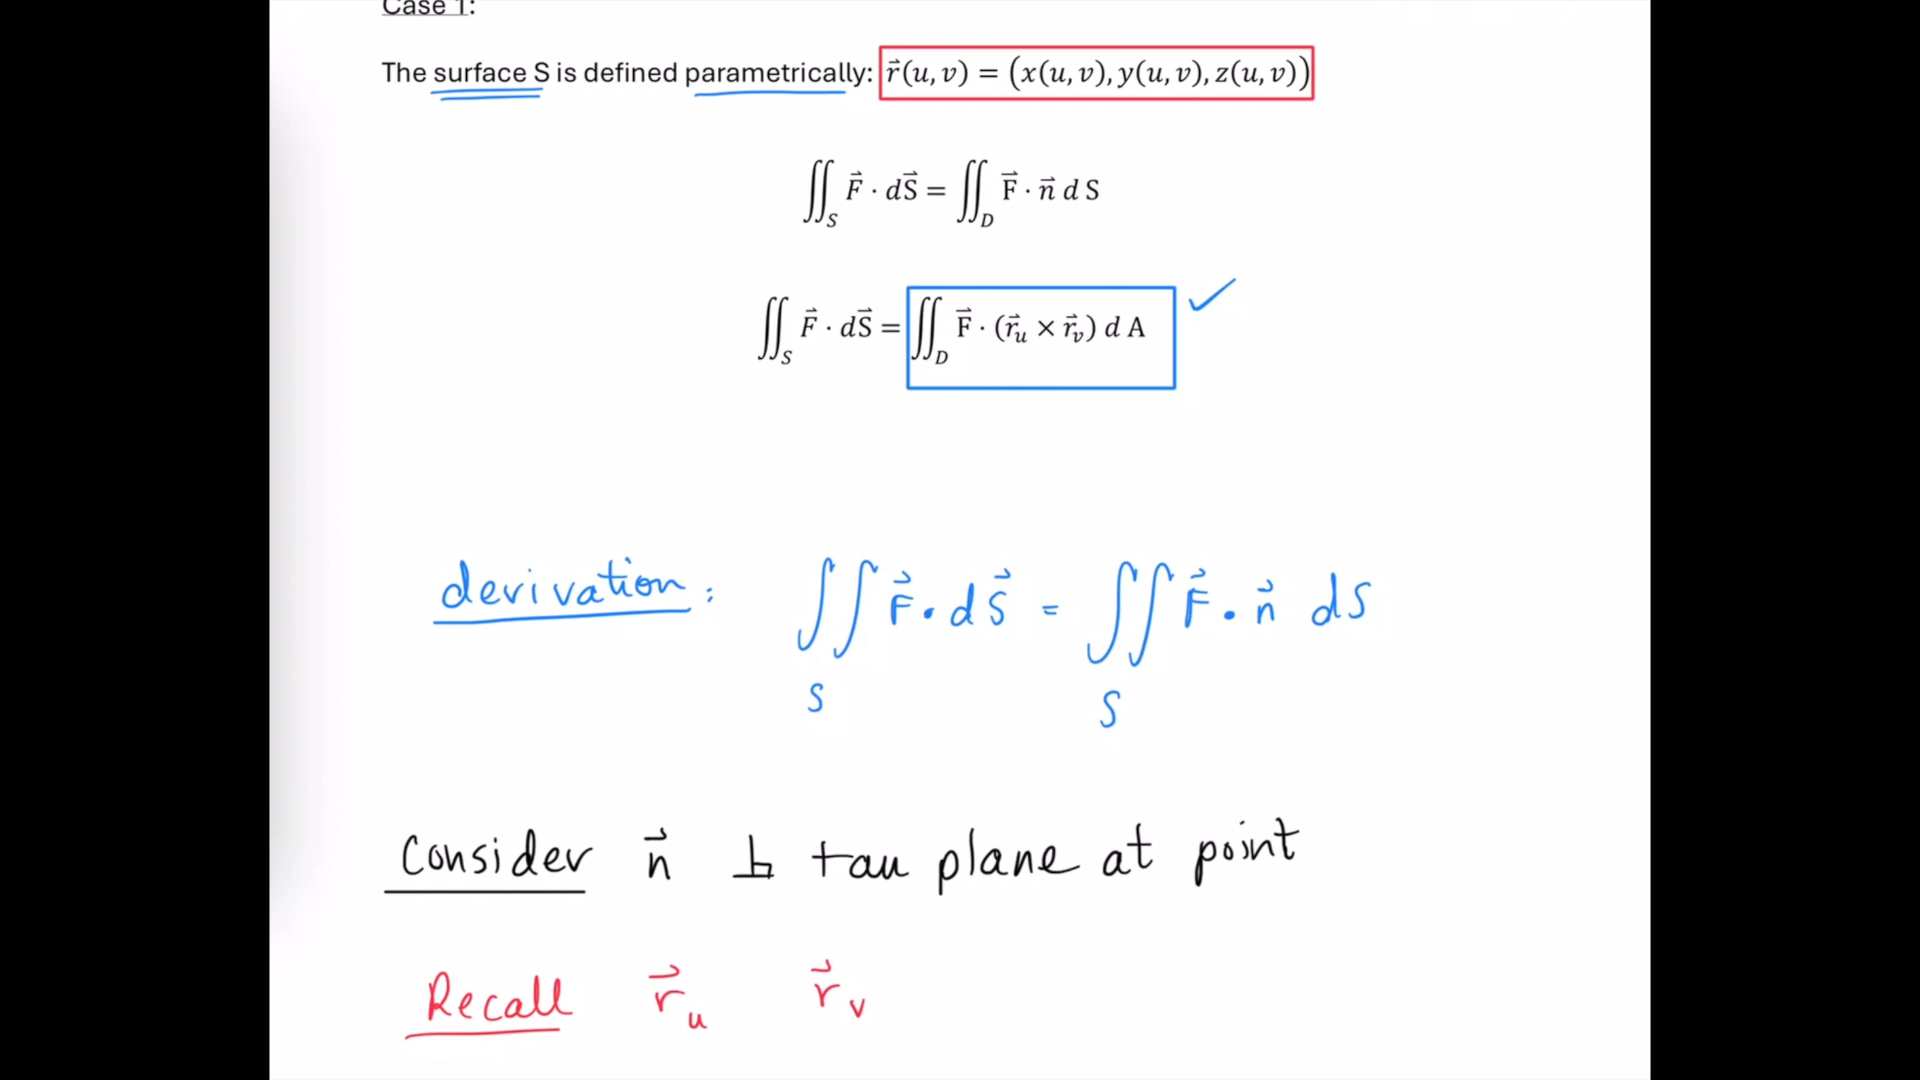 Case 1:
The surface S is defined parametrically: r⃗(u, v) = (x(u, v), y(u, v), z(u, v))
∬_S F⃗ · dS⃗ = ∬_D F⃗ · n⃗ d S
∬_S F⃗ · dS⃗ = ∬_D F⃗ · (r⃗_u × r⃗_v) d A
derivation: ∬_S F⃗ · dS⃗ = ∬_S F⃗ · n⃗ dS
Consider n⃗ ⊥ tan plane at point
Recall r⃗_u r⃗_v